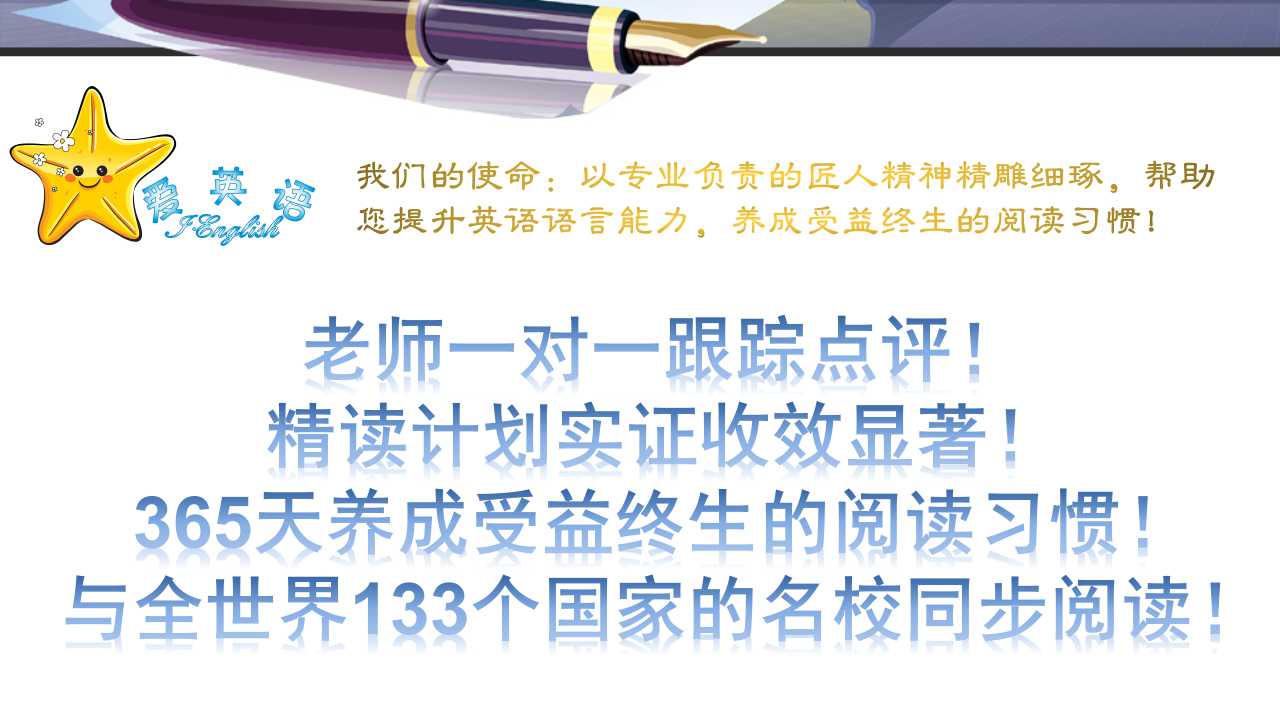 爱英语
I-English
我们的使命：以专业负责的匠人精神精雕细琢，帮助
您提升英语语言能力，养成受益终生的阅读习惯！
老师一对一跟踪点评！
精读计划实证收效显著！
365天养成受益终生的阅读习惯！
与全世界133个国家的名校同步阅读！